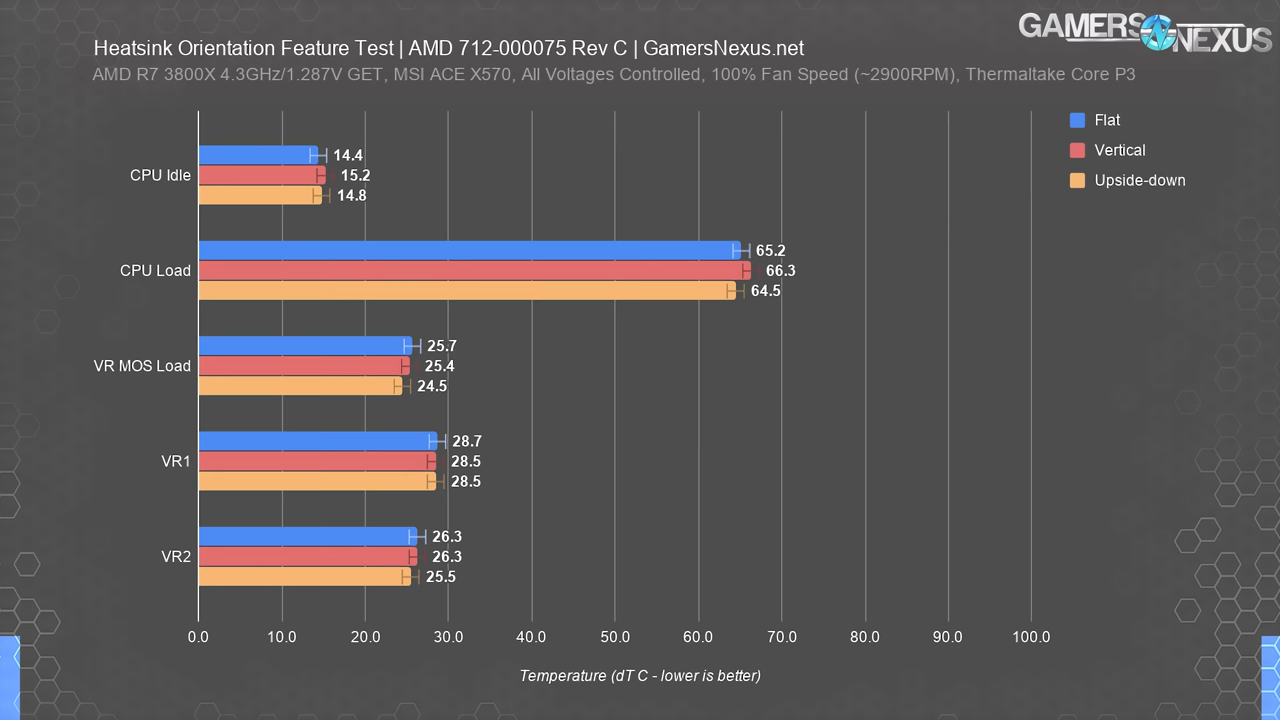 Heatsink Orientation Feature Test | AMD 712-000075 Rev C | GamersNexus.net
GAMERS NEXUS
AMD R7 3800X 4.3GHz/1.287V GET, MSI ACE X570, All Voltages Controlled, 100% Fan Speed (~2900RPM), Thermaltake Core P3
Flat
Vertical
Upside-down
CPU Idle
14.4
15.2
14.8
CPU Load
65.2
66.3
64.5
VR MOS Load
25.7
25.4
24.5
VR1
28.7
28.5
28.5
VR2
26.3
26.3
25.5
0.0 10.0 20.0 30.0 40.0 50.0 60.0 70.0 80.0 90.0 100.0
Temperature (dT C - lower is better)